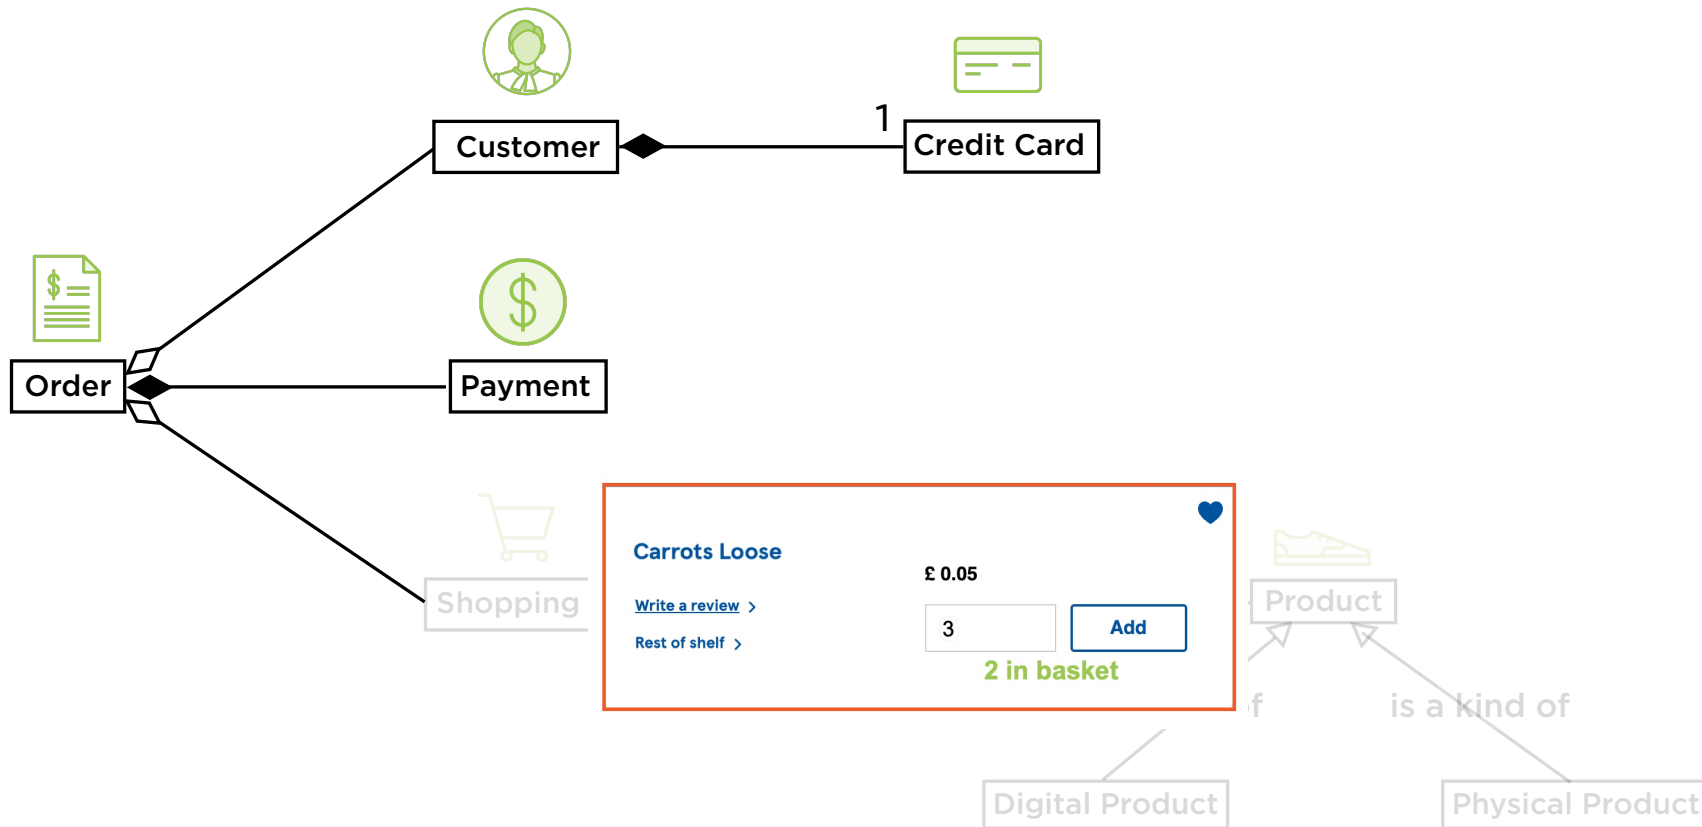 1
Customer
Credit Card
$
$
Order
Payment
Carrots Loose
£ 0.05
Shopping
Write a review >
3
Add
Product
Rest of shelf >
2 in basket
f
is a kind of
Digital Product
Physical Product